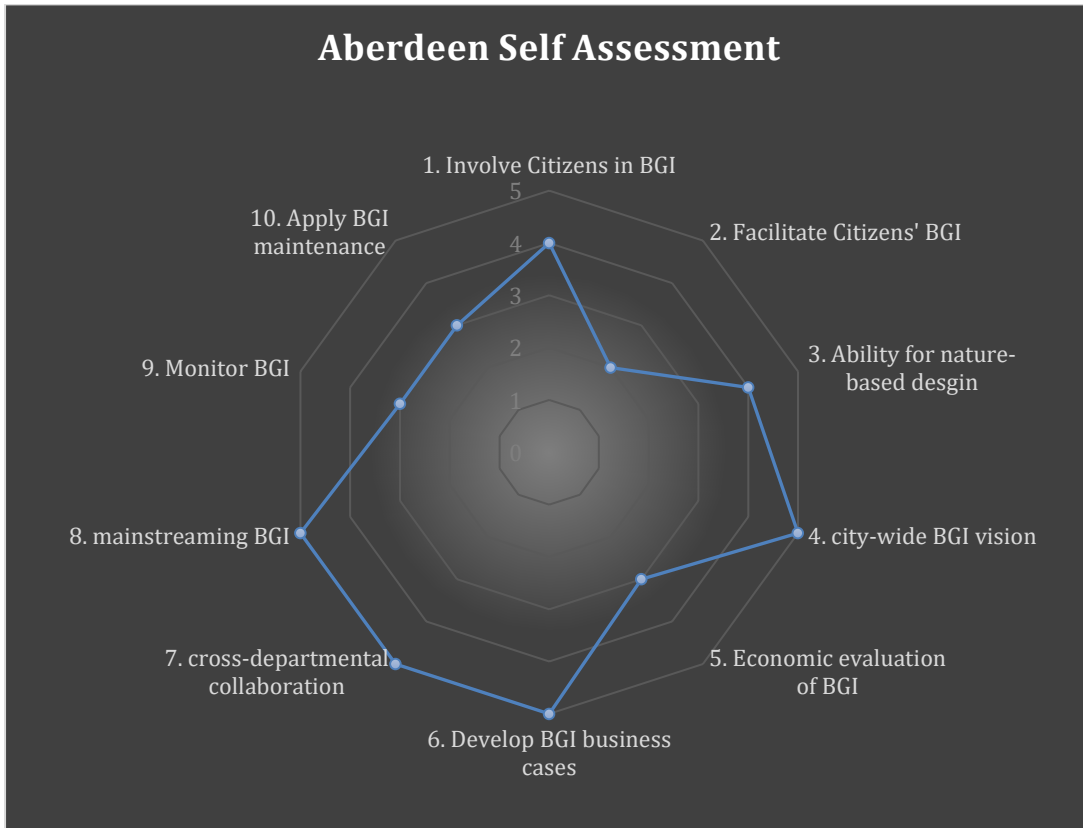 Aberdeen Self Assessment
1. Involve Citizens in BGI
5
10. Apply BGI
maintenance
2. Facilitate Citizens' BGI
4
3
3. Ability for nature-
based desgin
9. Monitor BGI
2
1
0
8. mainstreaming BGI
4. city-wide BGI vision
7. cross-departmental
collaboration
5. Economic evaluation
of BGI
6. Develop BGI business
cases